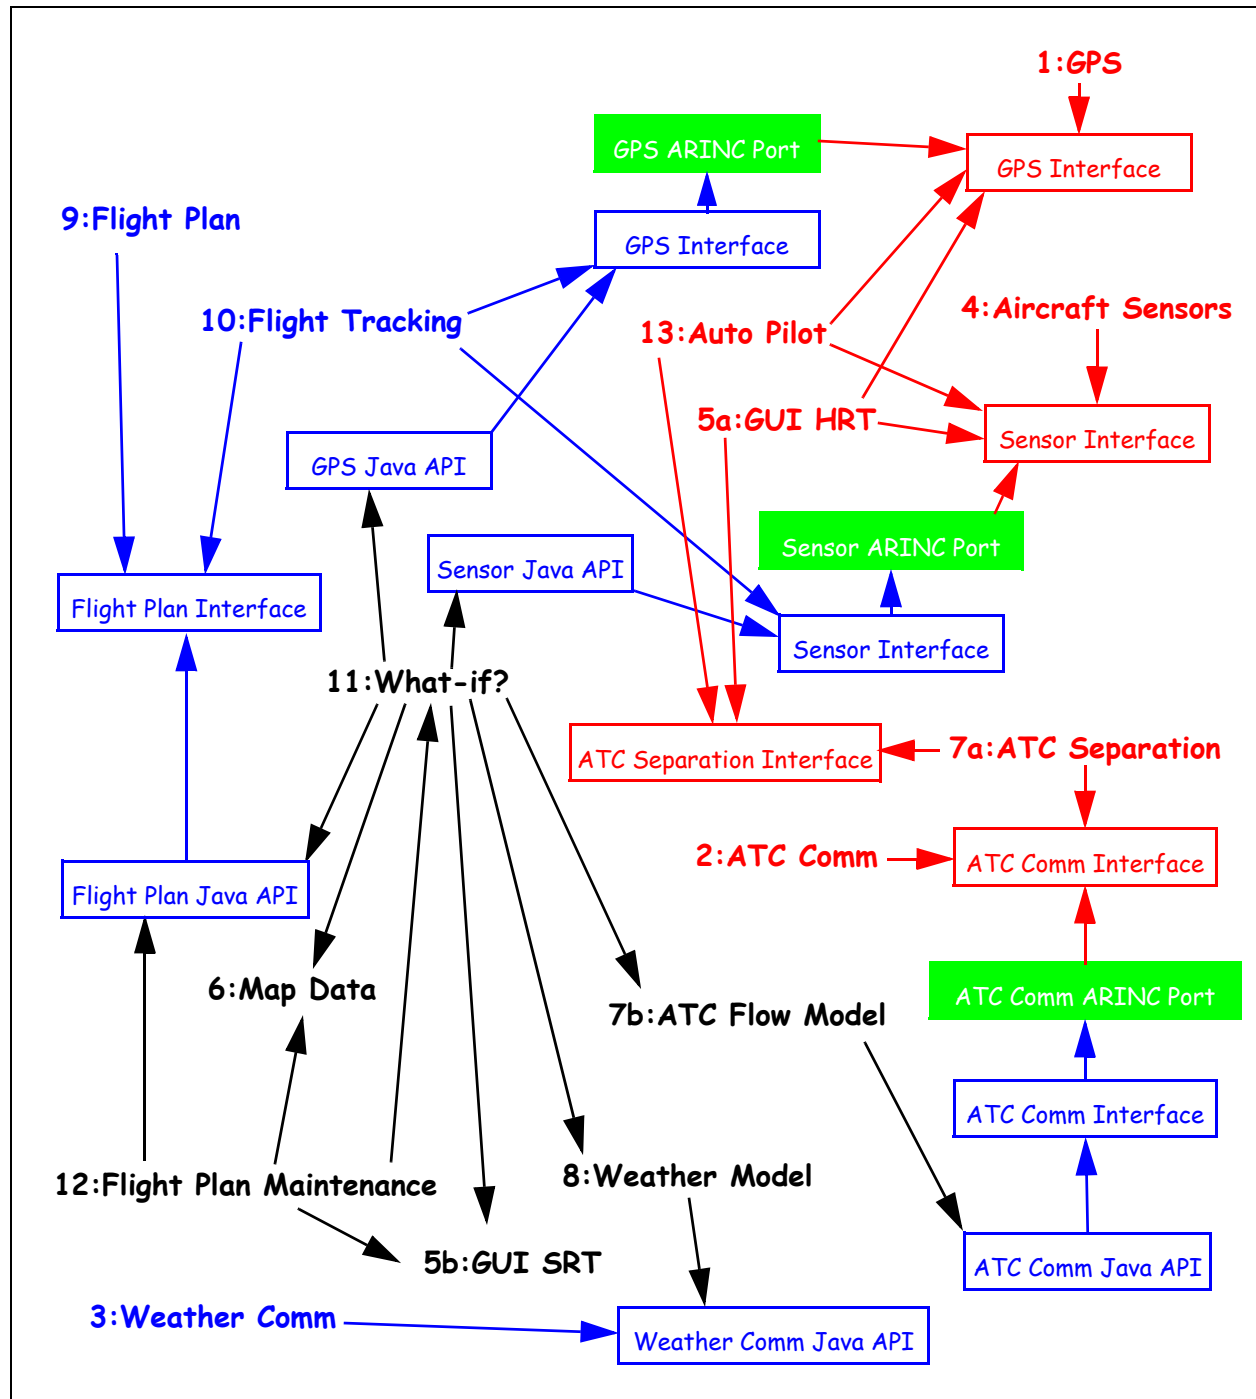 1:GPS
GPS ARINC Port
GPS Interface
9:Flight Plan
GPS Interface
10:Flight Tracking
4:Aircraft Sensors
13:Auto Pilot
5a:GUI HRT
Sensor Interface
GPS Java API
Sensor ARINC Port
Sensor Java API
Flight Plan Interface
Sensor Interface
11:What-if?
ATC Separation Interface
7a:ATC Separation
2:ATC Comm
ATC Comm Interface
Flight Plan Java API
6:Map Data
ATC Comm ARINC Port
7b:ATC Flow Model
ATC Comm Interface
12:Flight Plan Maintenance
8:Weather Model
5b:GUI SRT
ATC Comm Java API
3:Weather Comm
Weather Comm Java API